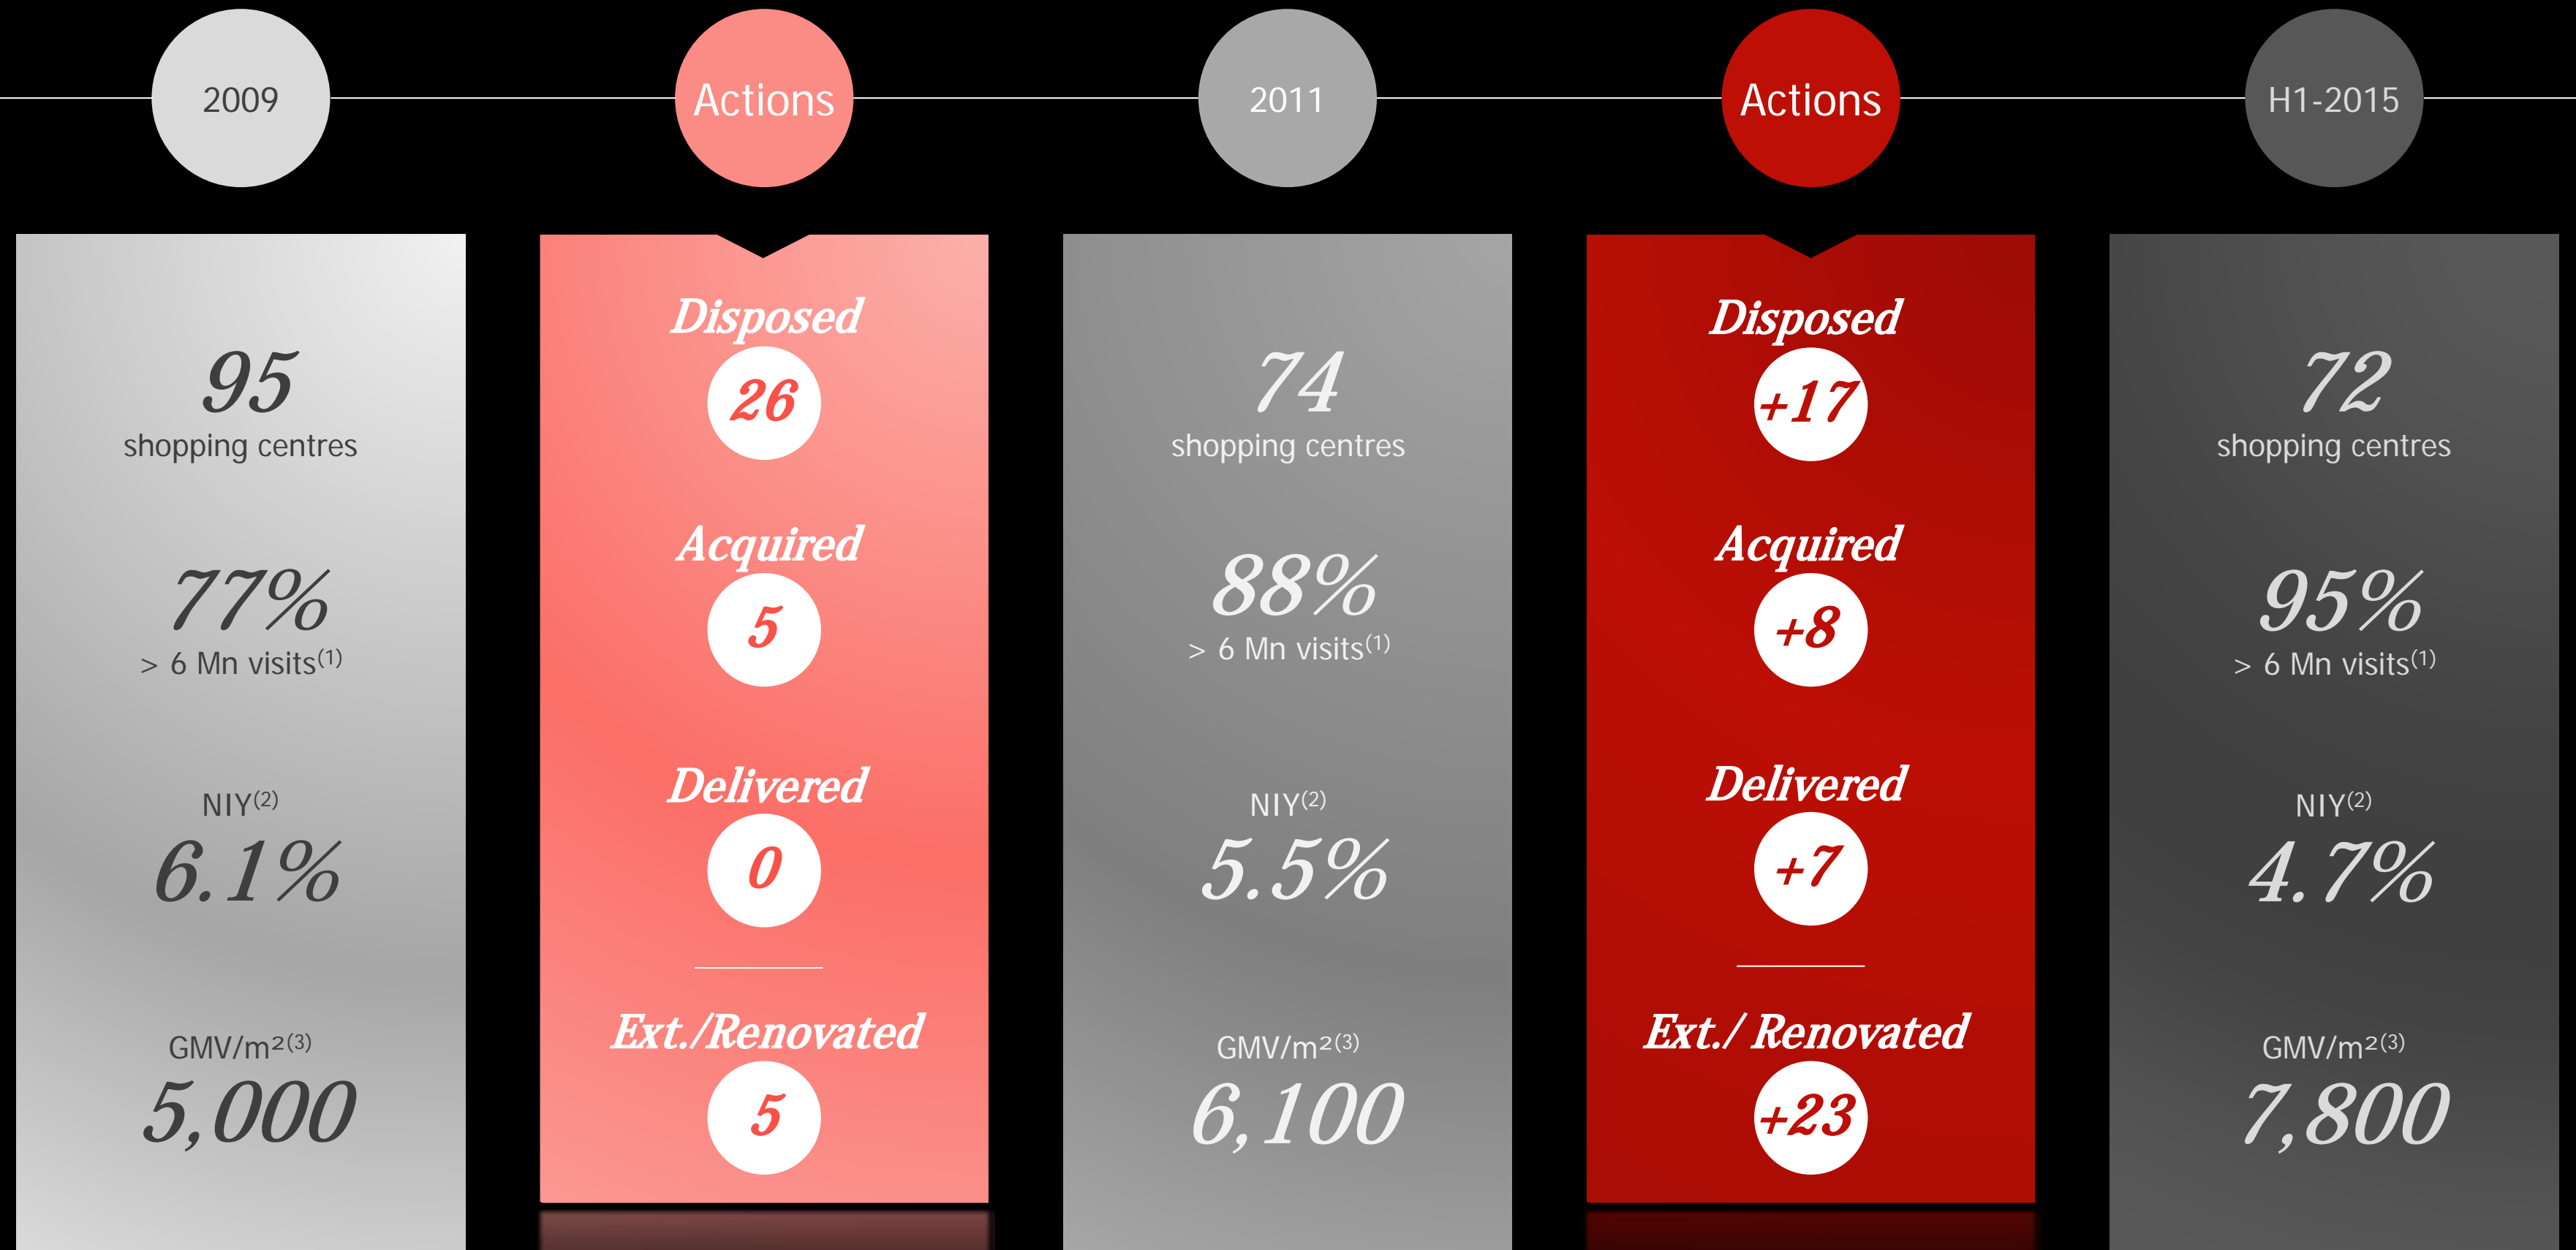 2009
Actions
2011
Actions
H1-2015
95
shopping centres
77%
> 6 Mn visits(1)
NIY(2)
6.1%
GMV/m²(3)
5,000
Disposed
26
Acquired
5
Delivered
0
Ext./Renovated
5
74
shopping centres
88%
> 6 Mn visits(1)
NIY(2)
5.5%
GMV/m²(3)
6,100
Disposed
+17
Acquired
+8
Delivered
+7
Ext./ Renovated
+23
72
shopping centres
95%
> 6 Mn visits(1)
NIY(2)
4.7%
GMV/m²(3)
7,800